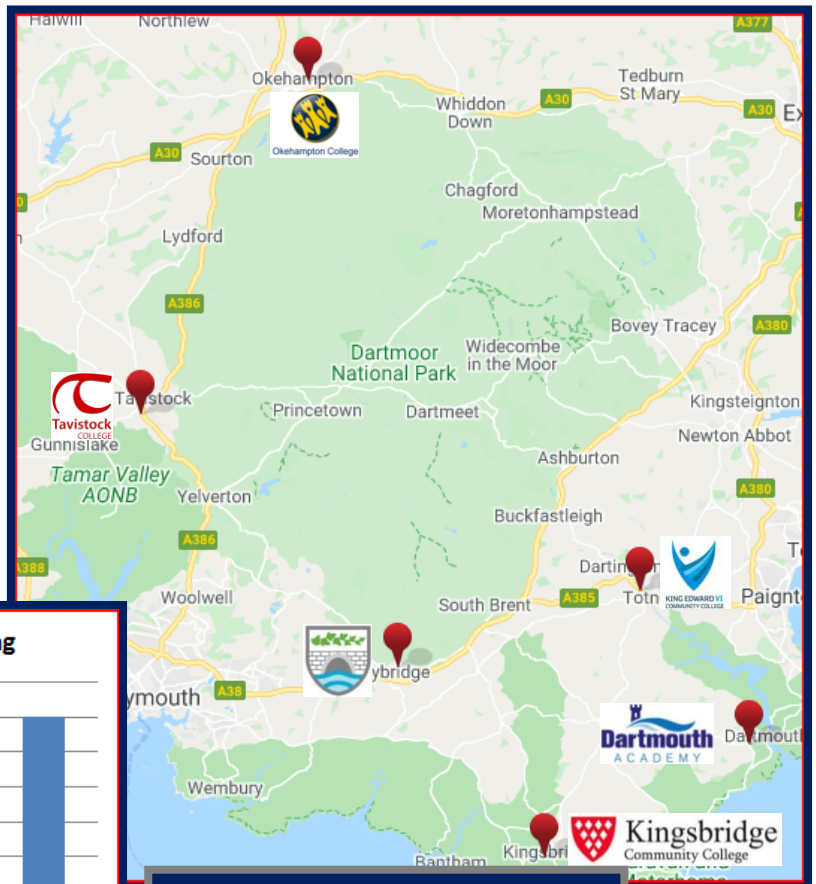 Halwill
Northlew
A377
Okehampton
Tedburn
St Mary
Whiddon
Down
A30
A30
Okehampton College
A30
Sourton
Chagford
Moretonhampstead
Lydford
A386
Bovey Tracey
A380
Dartmoor
National Park
Widecombe
in the Moor
Tavistock
Tavistock
COLLEGE
Princetown
Dartmeet
Kingsteignton
Gunnislake
Newton Abbot
Tamar Valley
AONB
Ashburton
Yelverton
A380
Buckfastleigh
A386
A388
Woolwell
South Brent
A385
KING EDWARD VI
COMMUNITY COLLEGE
ybridge
A38
ymouth
Dartmouth
ACADEMY
Wembury
Kingsbridge
Community College
Bantham